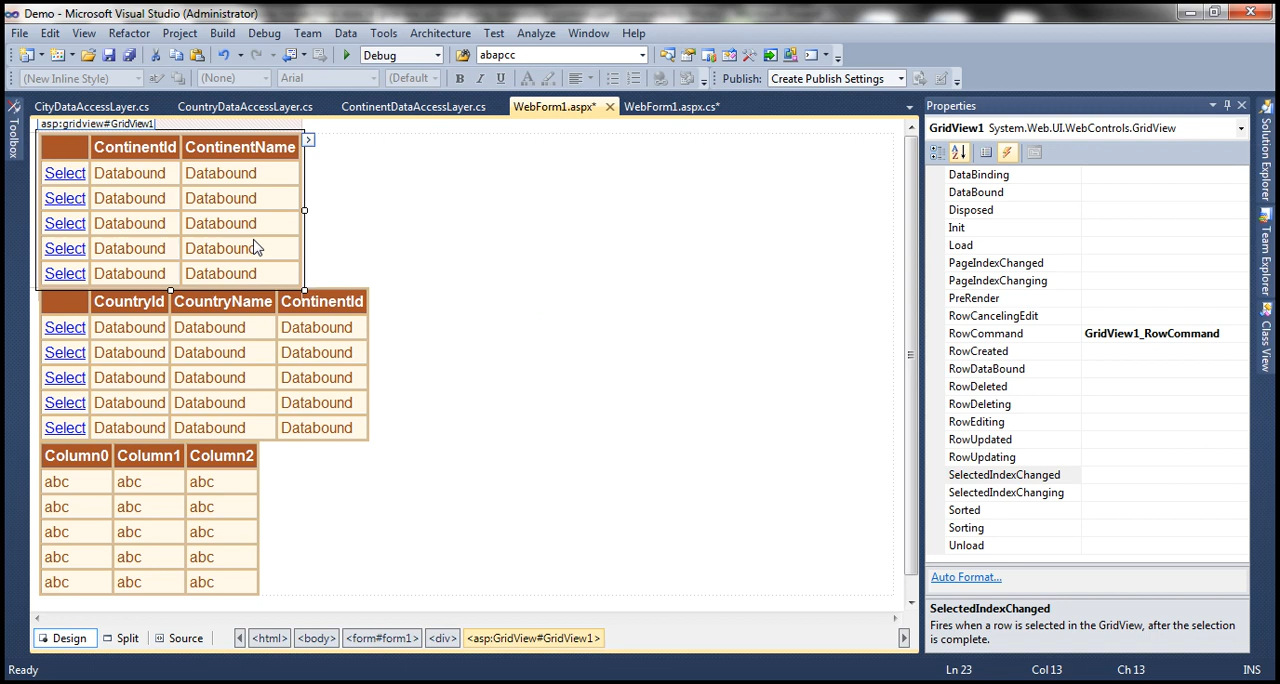 Demo - Microsoft Visual Studio (Administrator)
File Edit View Refactor Project Build Debug Team Data Tools Architecture Test Analyze Window Help
Debug abapcc
(New Inline Style) (None) Arial (Default B I U A Publish: Create Publish Settings
CityDataAccessLayer.cs CountryDataAccessLayer.cs ContinentDataAccessLayer.cs WebForm1.aspx* WebForm1.aspx.cs*
Toolbox
asp:gridview#GridView1
ContinentId ContinentName
Select Databound Databound
Select Databound Databound
Select Databound Databound
Select Databound Databound
Select Databound Databound
CountryId CountryName ContinentId
Select Databound Databound Databound
Select Databound Databound Databound
Select Databound Databound Databound
Select Databound Databound Databound
Select Databound Databound Databound
Column0 Column1 Column2
abc abc abc
abc abc abc
abc abc abc
abc abc abc
abc abc abc
Design Split Source <html> <body> <form#form1> <div> <asp:GridView#GridView1>
Properties
GridView1 System.Web.UI.WebControls.GridView
DataBinding
DataBound
Disposed
Init
Load
PageIndexChanged
PageIndexChanging
PreRender
RowCancelingEdit
RowCommand GridView1_RowCommand
RowCreated
RowDataBound
RowDeleted
RowDeleting
RowEditing
RowUpdated
RowUpdating
SelectedIndexChanged
SelectedIndexChanging
Sorted
Sorting
Unload
Auto Format...
SelectedIndexChanged
Fires when a row is selected in the GridView, after the selection
is complete.
Solution Explorer
Team Explorer
Class View
Ready Ln 23 Col 13 Ch 13 INS